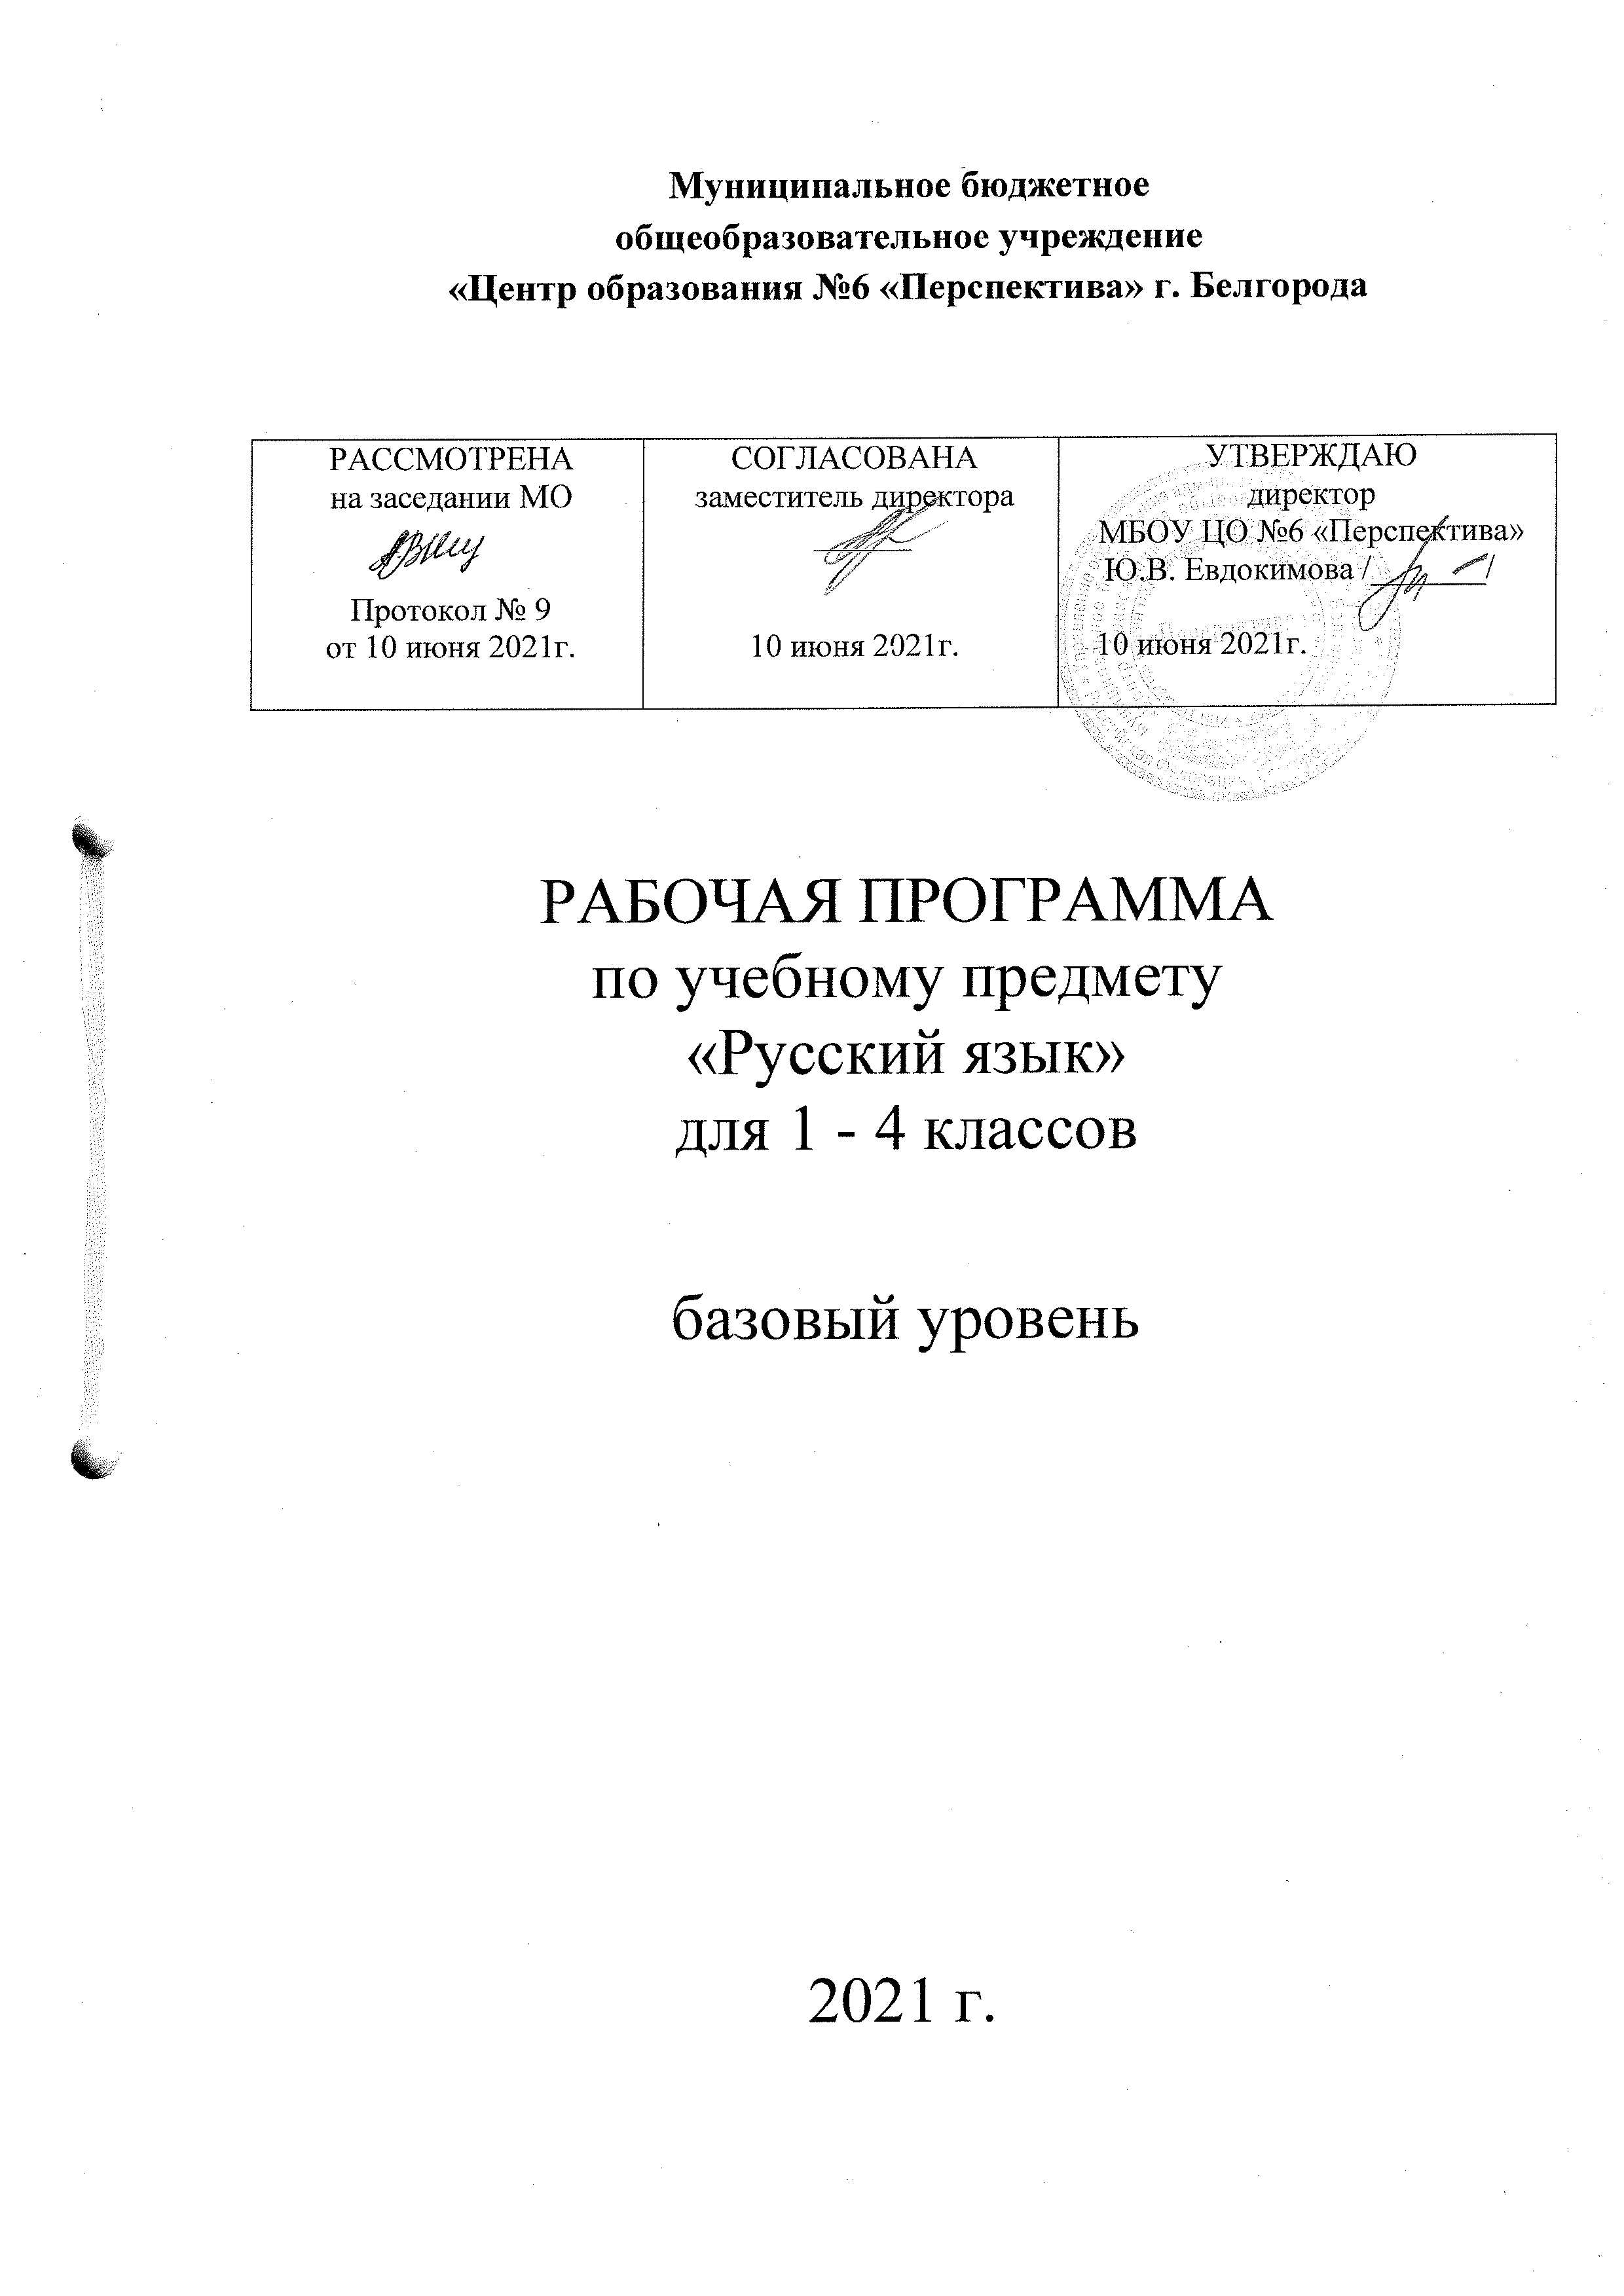 Муниципальное бюджетное
общеобразовательное учреждение
«Центр образования №6 «Перспектива» г. Белгорода
РАССМОТРЕНА
на заседании МО
Протокол № 9
от 10 июня 2021г.
СОГЛАСОВАНА
заместитель директора
10 июня 2021г.
УТВЕРЖДАЮ
директор
МБОУ ЦО №6 «Перспектива»
Ю.В. Евдокимова /________/
10 июня 2021г.
РАБОЧАЯ ПРОГРАММА
по учебному предмету
«Русский язык»
для 1 - 4 классов
базовый уровень
2021 г.